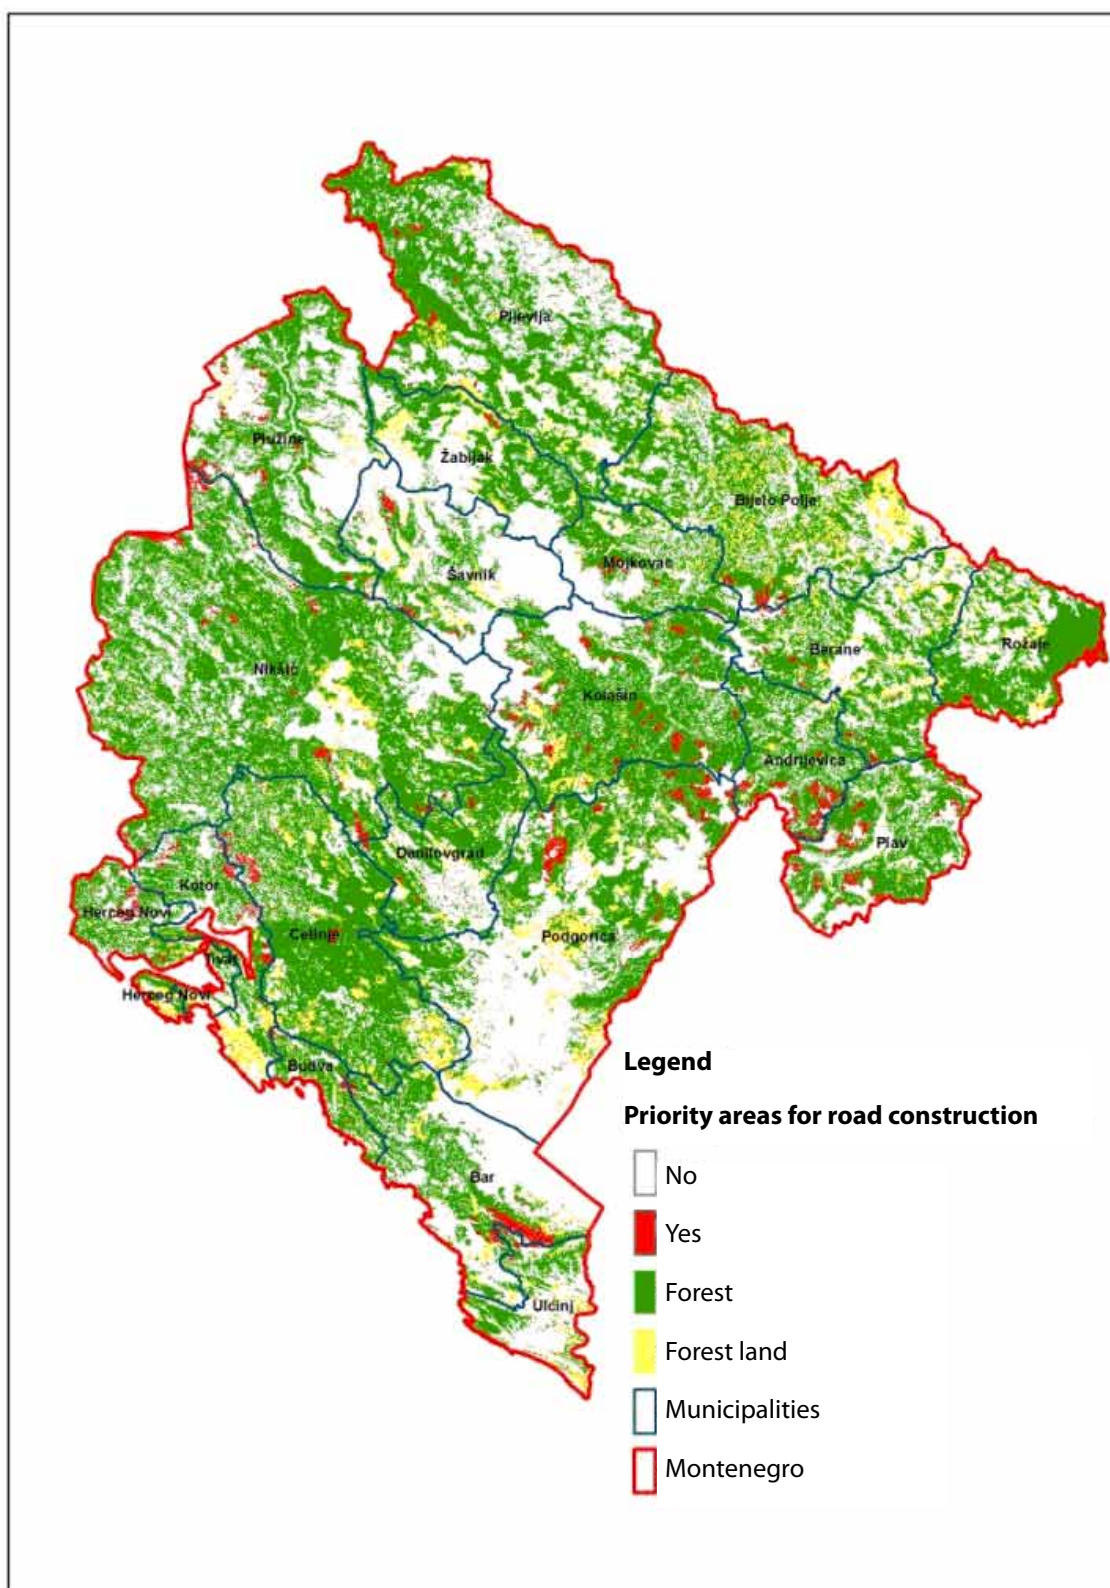 Pljevlja
Plužine
Žabljak
Bijelo Polje
Mojkovac
Šavnik
Berane
Rožaje
Nikšić
Kolašin
Andrijevica
Plav
Danilovgrad
Kotor
Herceg Novi
Cetinje
Podgorica
Tivat
Herceg Novi
Budva
Bar
Ulcinj
Legend
Priority areas for road construction
No
Yes
Forest
Forest land
Municipalities
Montenegro